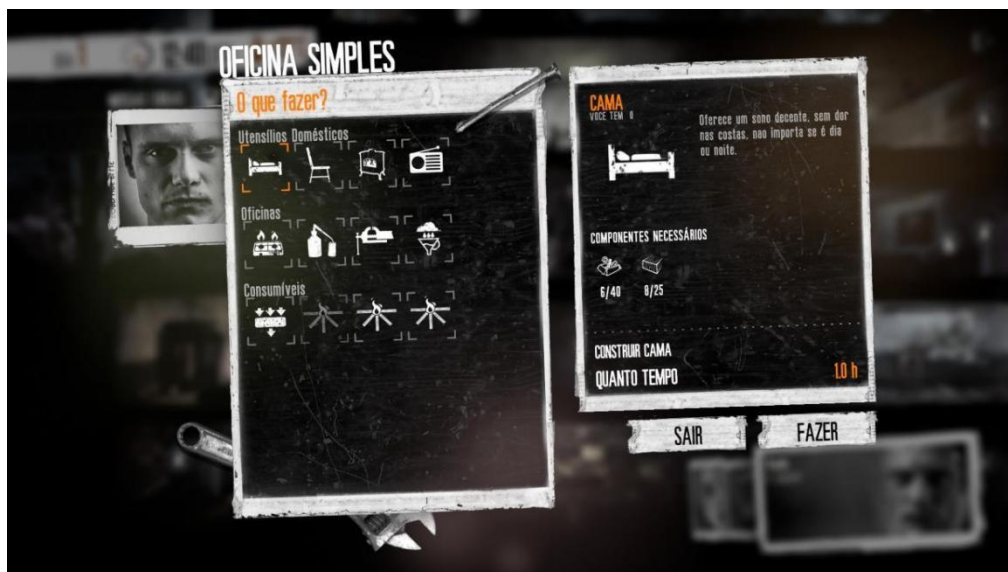 OFICINA SIMPLES
O que fazer?
Utensílios Domésticos
Oficinas
Consumíveis
CAMA
VOCE TEM 0
Oferece um sono decente, sem dor
nas costas, nao importa se é dia
ou noite.
COMPONENTES NECESSÁRIOS
6/40 8/25
CONSTRUIR CAMA
QUANTO TEMPO 1.0 h
SAIR FAZER